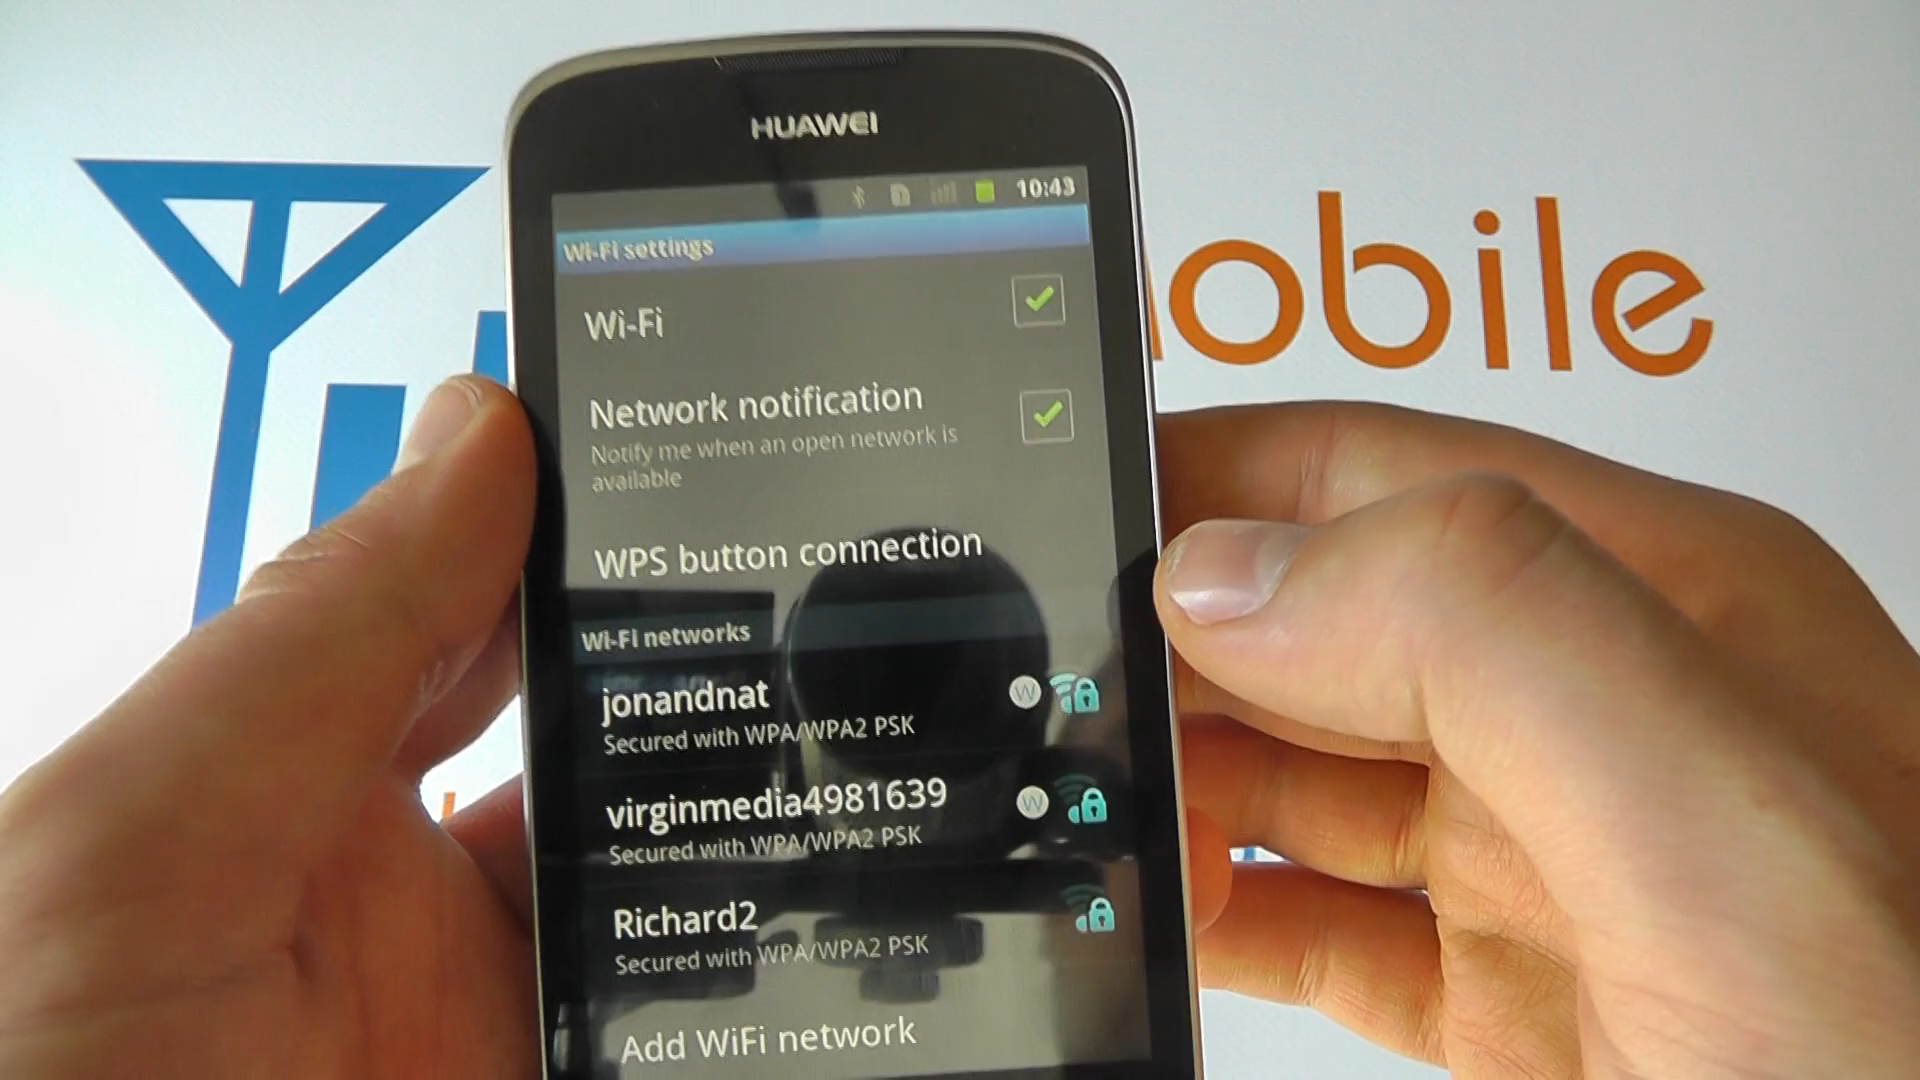 HUAWEI
10:43
Wi-Fi settings
Wi-Fi
Network notification
Notify me when an open network is
available
WPS button connection
Wi-Fi networks
jonandnat
W
Secured with WPA/WPA2 PSK
virginmedia4981639
W
Secured with WPA/WPA2 PSK
Richard2
Secured with WPA/WPA2 PSK
Add WiFi network
obile